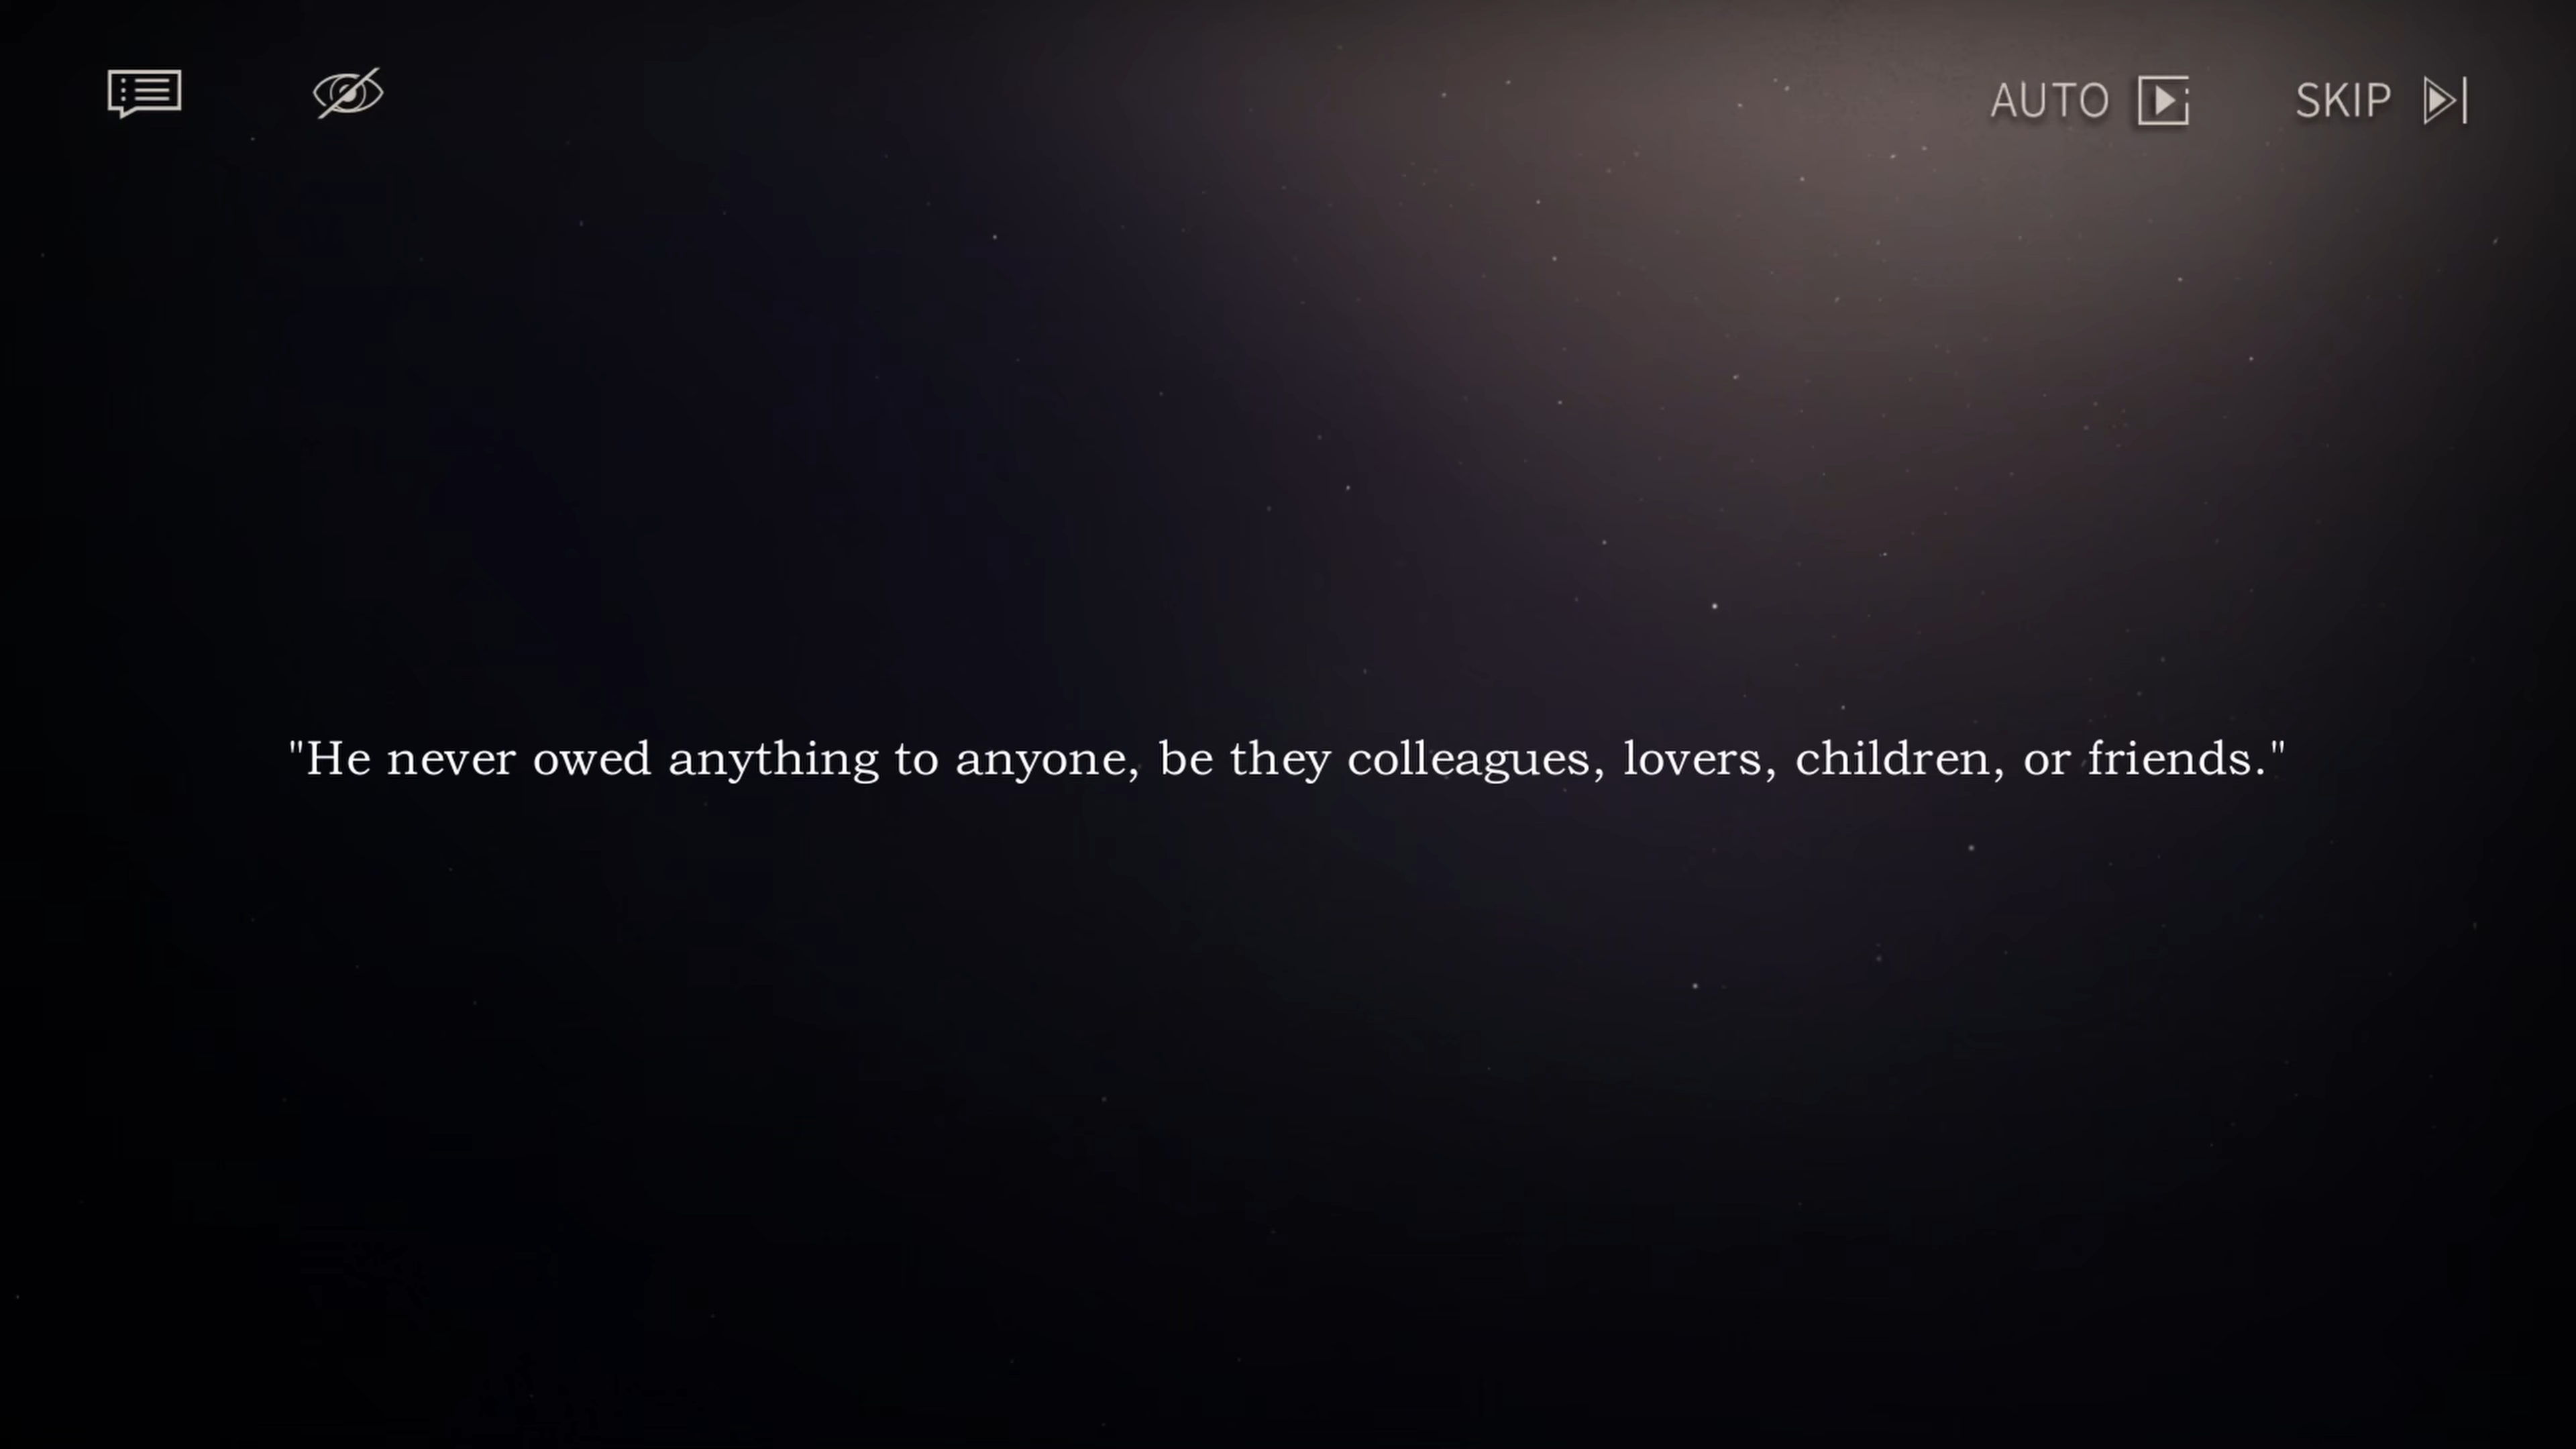 AUTO SKIP
"He never owed anything to anyone, be they colleagues, lovers, children, or friends."